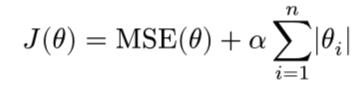 J(θ) = MSE(θ) + α ∑_{i=1}^{n} |θ_i|